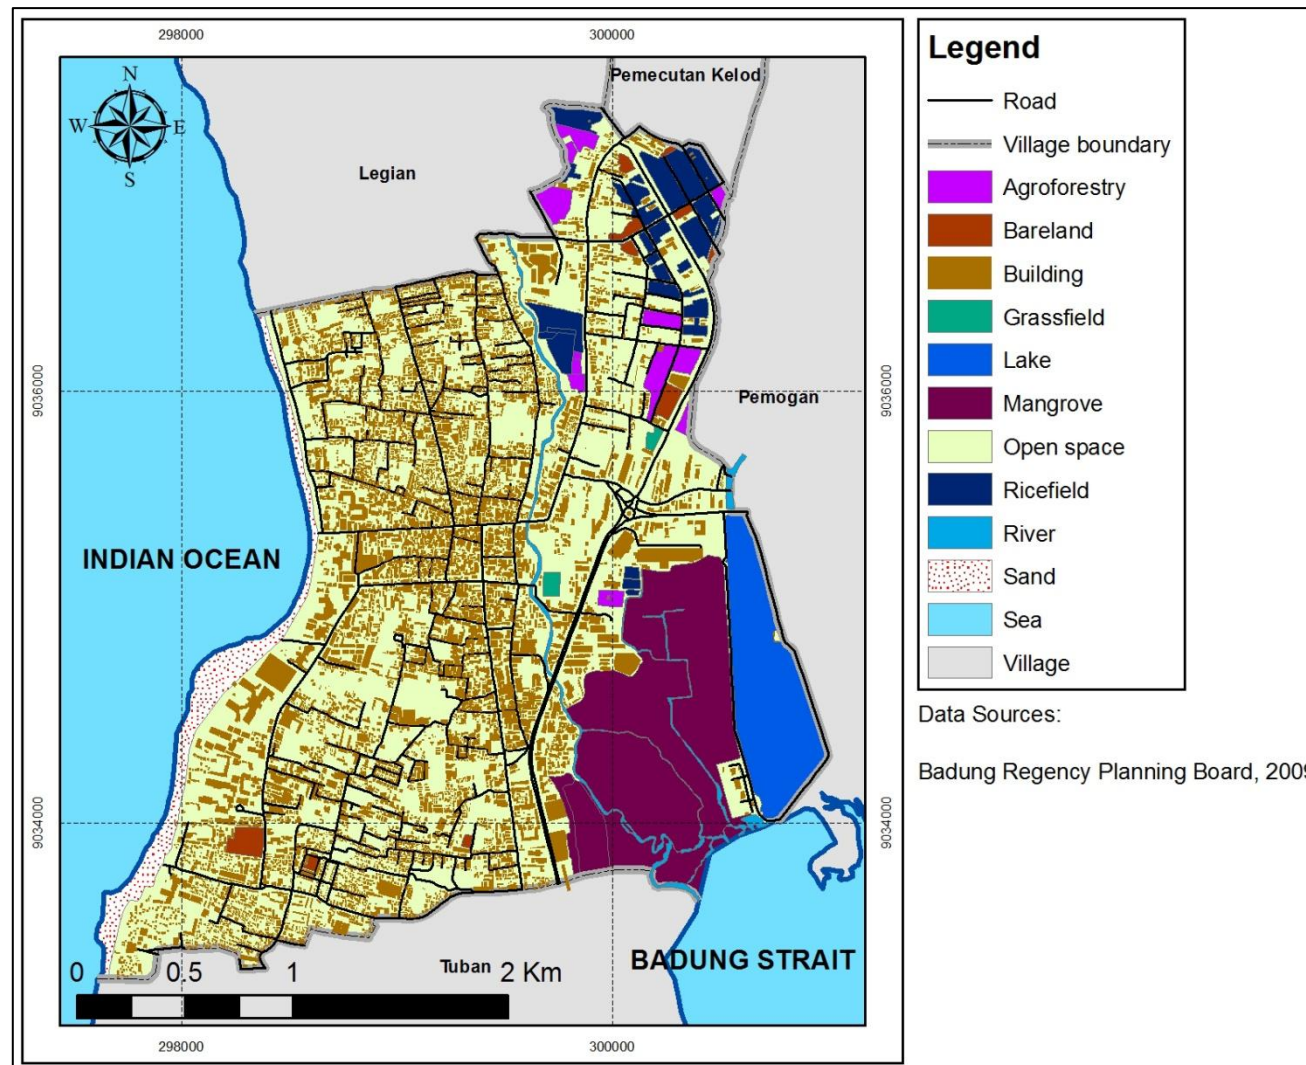 298000
300000
Pemecutan Kelod
N
W
E
S
Legian
9036000
9036000
Pemogan
INDIAN OCEAN
9034000
9034000
Tuban
BADUNG STRAIT
0
0.5
1
2 Km
298000
300000
Legend
Road
Village boundary
Agroforestry
Bareland
Building
Grassfield
Lake
Mangrove
Open space
Ricefield
River
Sand
Sea
Village
Data Sources:
Badung Regency Planning Board, 2009